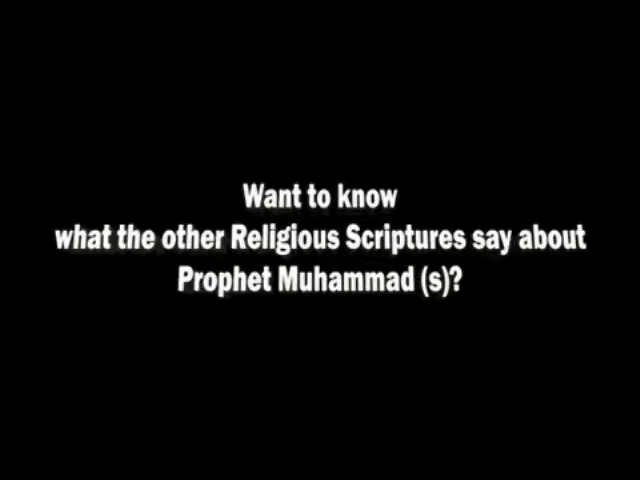 Want to know
what the other Religious Scriptures say about
Prophet Muhammad (s)?